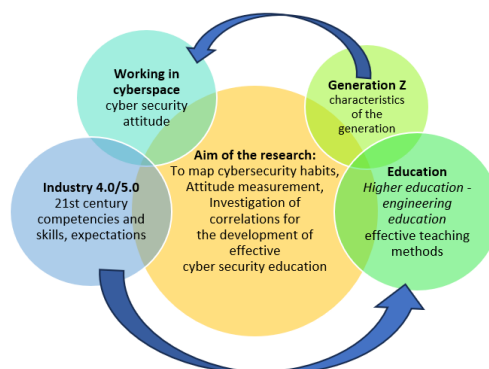 Working in
cyberspace
cyber security
attitude
Generation Z
characteristics
of the
generation
Aim of the research:
To map cybersecurity habits,
Attitude measurement,
Investigation of
correlations for
the development of
effective
cyber security education
Industry 4.0/5.0
21st century
competencies and
skills, expectations
Education
Higher education -
engineering
education
effective teaching
methods